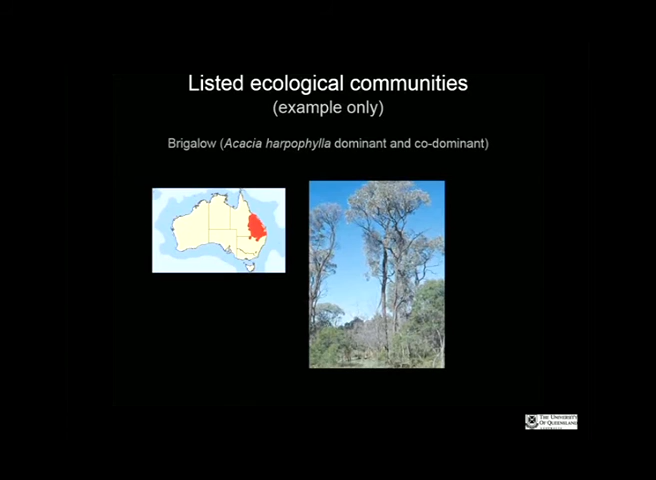 Listed ecological communities
(example only)
Brigalow (Acacia harpophylla dominant and co-dominant)
THE UNIVERSITY
OF QUEENSLAND